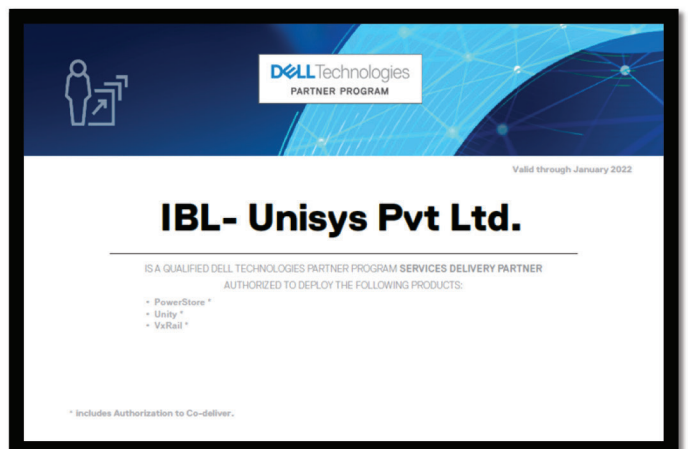 DELLTechnologies
PARTNER PROGRAM
Valid through January 2022
IBL- Unisys Pvt Ltd.
IS A QUALIFIED DELL TECHNOLOGIES PARTNER PROGRAM SERVICES DELIVERY PARTNER
AUTHORIZED TO DEPLOY THE FOLLOWING PRODUCTS:
• PowerStore *
• Unity *
• VxRail *
* includes Authorization to Co-deliver.